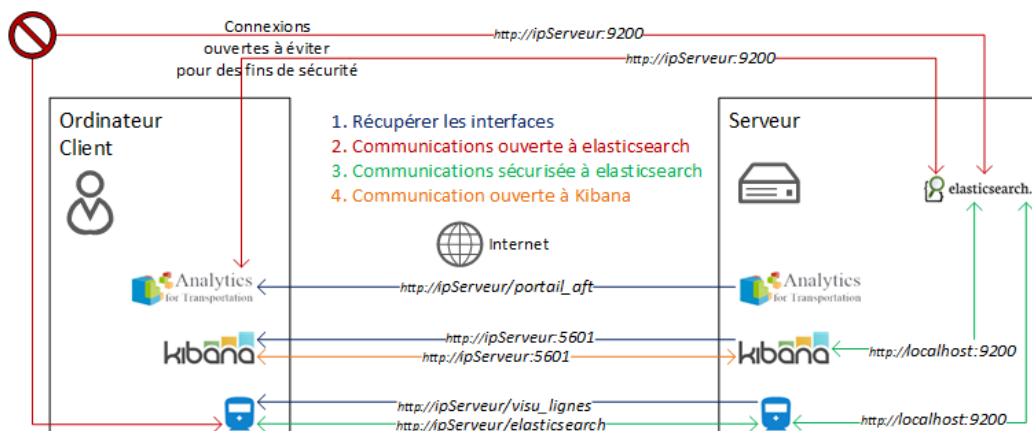 Connexions
ouvertes à éviter
pour des fins de sécurité
http://ipServeur:9200
http://ipServeur:9200
Ordinateur
Client
1. Récupérer les interfaces
2. Communications ouverte à elasticsearch
3. Communications sécurisée à elasticsearch
4. Communication ouverte à Kibana
Serveur
elasticsearch.
Internet
Analytics
for Transportation
http://ipServeur/portail_aft
Analytics
for Transportation
kibana
http://ipServeur:5601
http://ipServeur:5601
kibana
http://localhost:9200
http://ipServeur/visu_lignes
http://ipServeur/elasticsearch
http://localhost:9200